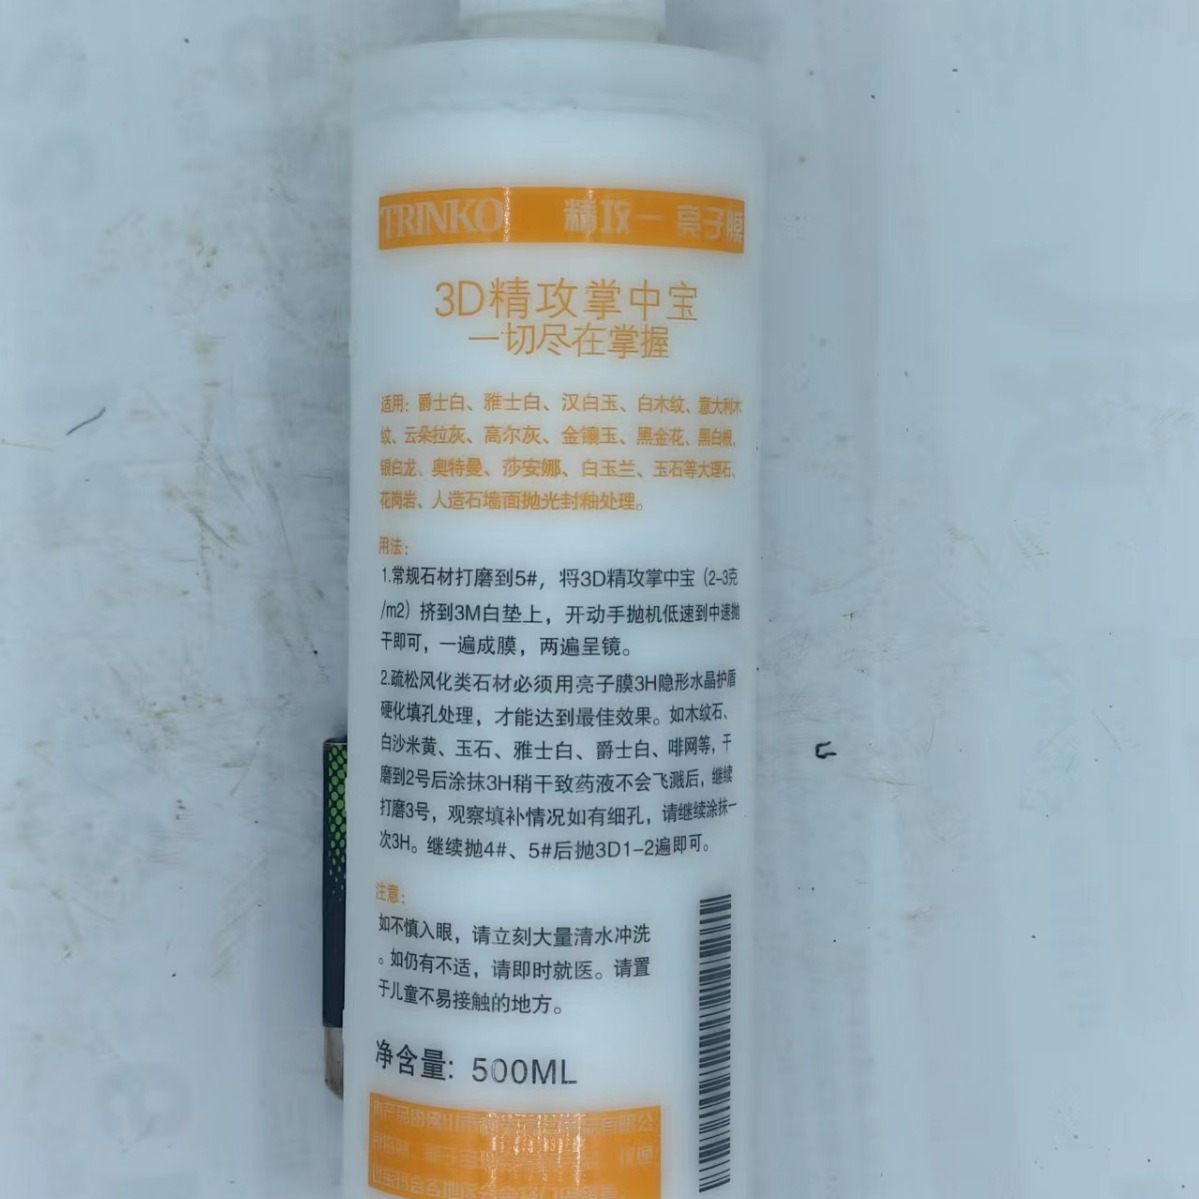 TRINKO 精攻一 亮子膜
3D精攻掌中宝
一切尽在掌握
适用：爵士白、雅士白、汉白玉、白木纹、意大利木
纹、云朵拉灰、高尔灰、金镶玉、黑金花、黑白根、
银白龙、奥特曼、莎安娜、白玉兰、玉石等大理石、
花岗岩、人造石墙面抛光封釉处理。
用法：
1.常规石材打磨到5#，将3D精攻掌中宝（2-3克
/m2）挤到3M白垫上，开动手抛机低速到中速抛
干即可，一遍成膜，两遍呈镜。
2.疏松风化类石材必须用亮子膜3H隐形水晶护盾
硬化填孔处理，才能达到最佳效果。如木纹石、
白沙米黄、玉石、雅士白、爵士白、啡网等，干
磨到2号后涂抹3H稍干致药液不会飞溅后，继续
打磨3号，观察填补情况如有细孔，请继续涂抹一
次3H。继续抛4#、5#后抛3D1-2遍即可。
注意：
如不慎入眼，请立刻大量清水冲洗
。如仍有不适，请即时就医。请置
于儿童不易接触的地方。
净含量: 500ML
本产品由佛山市